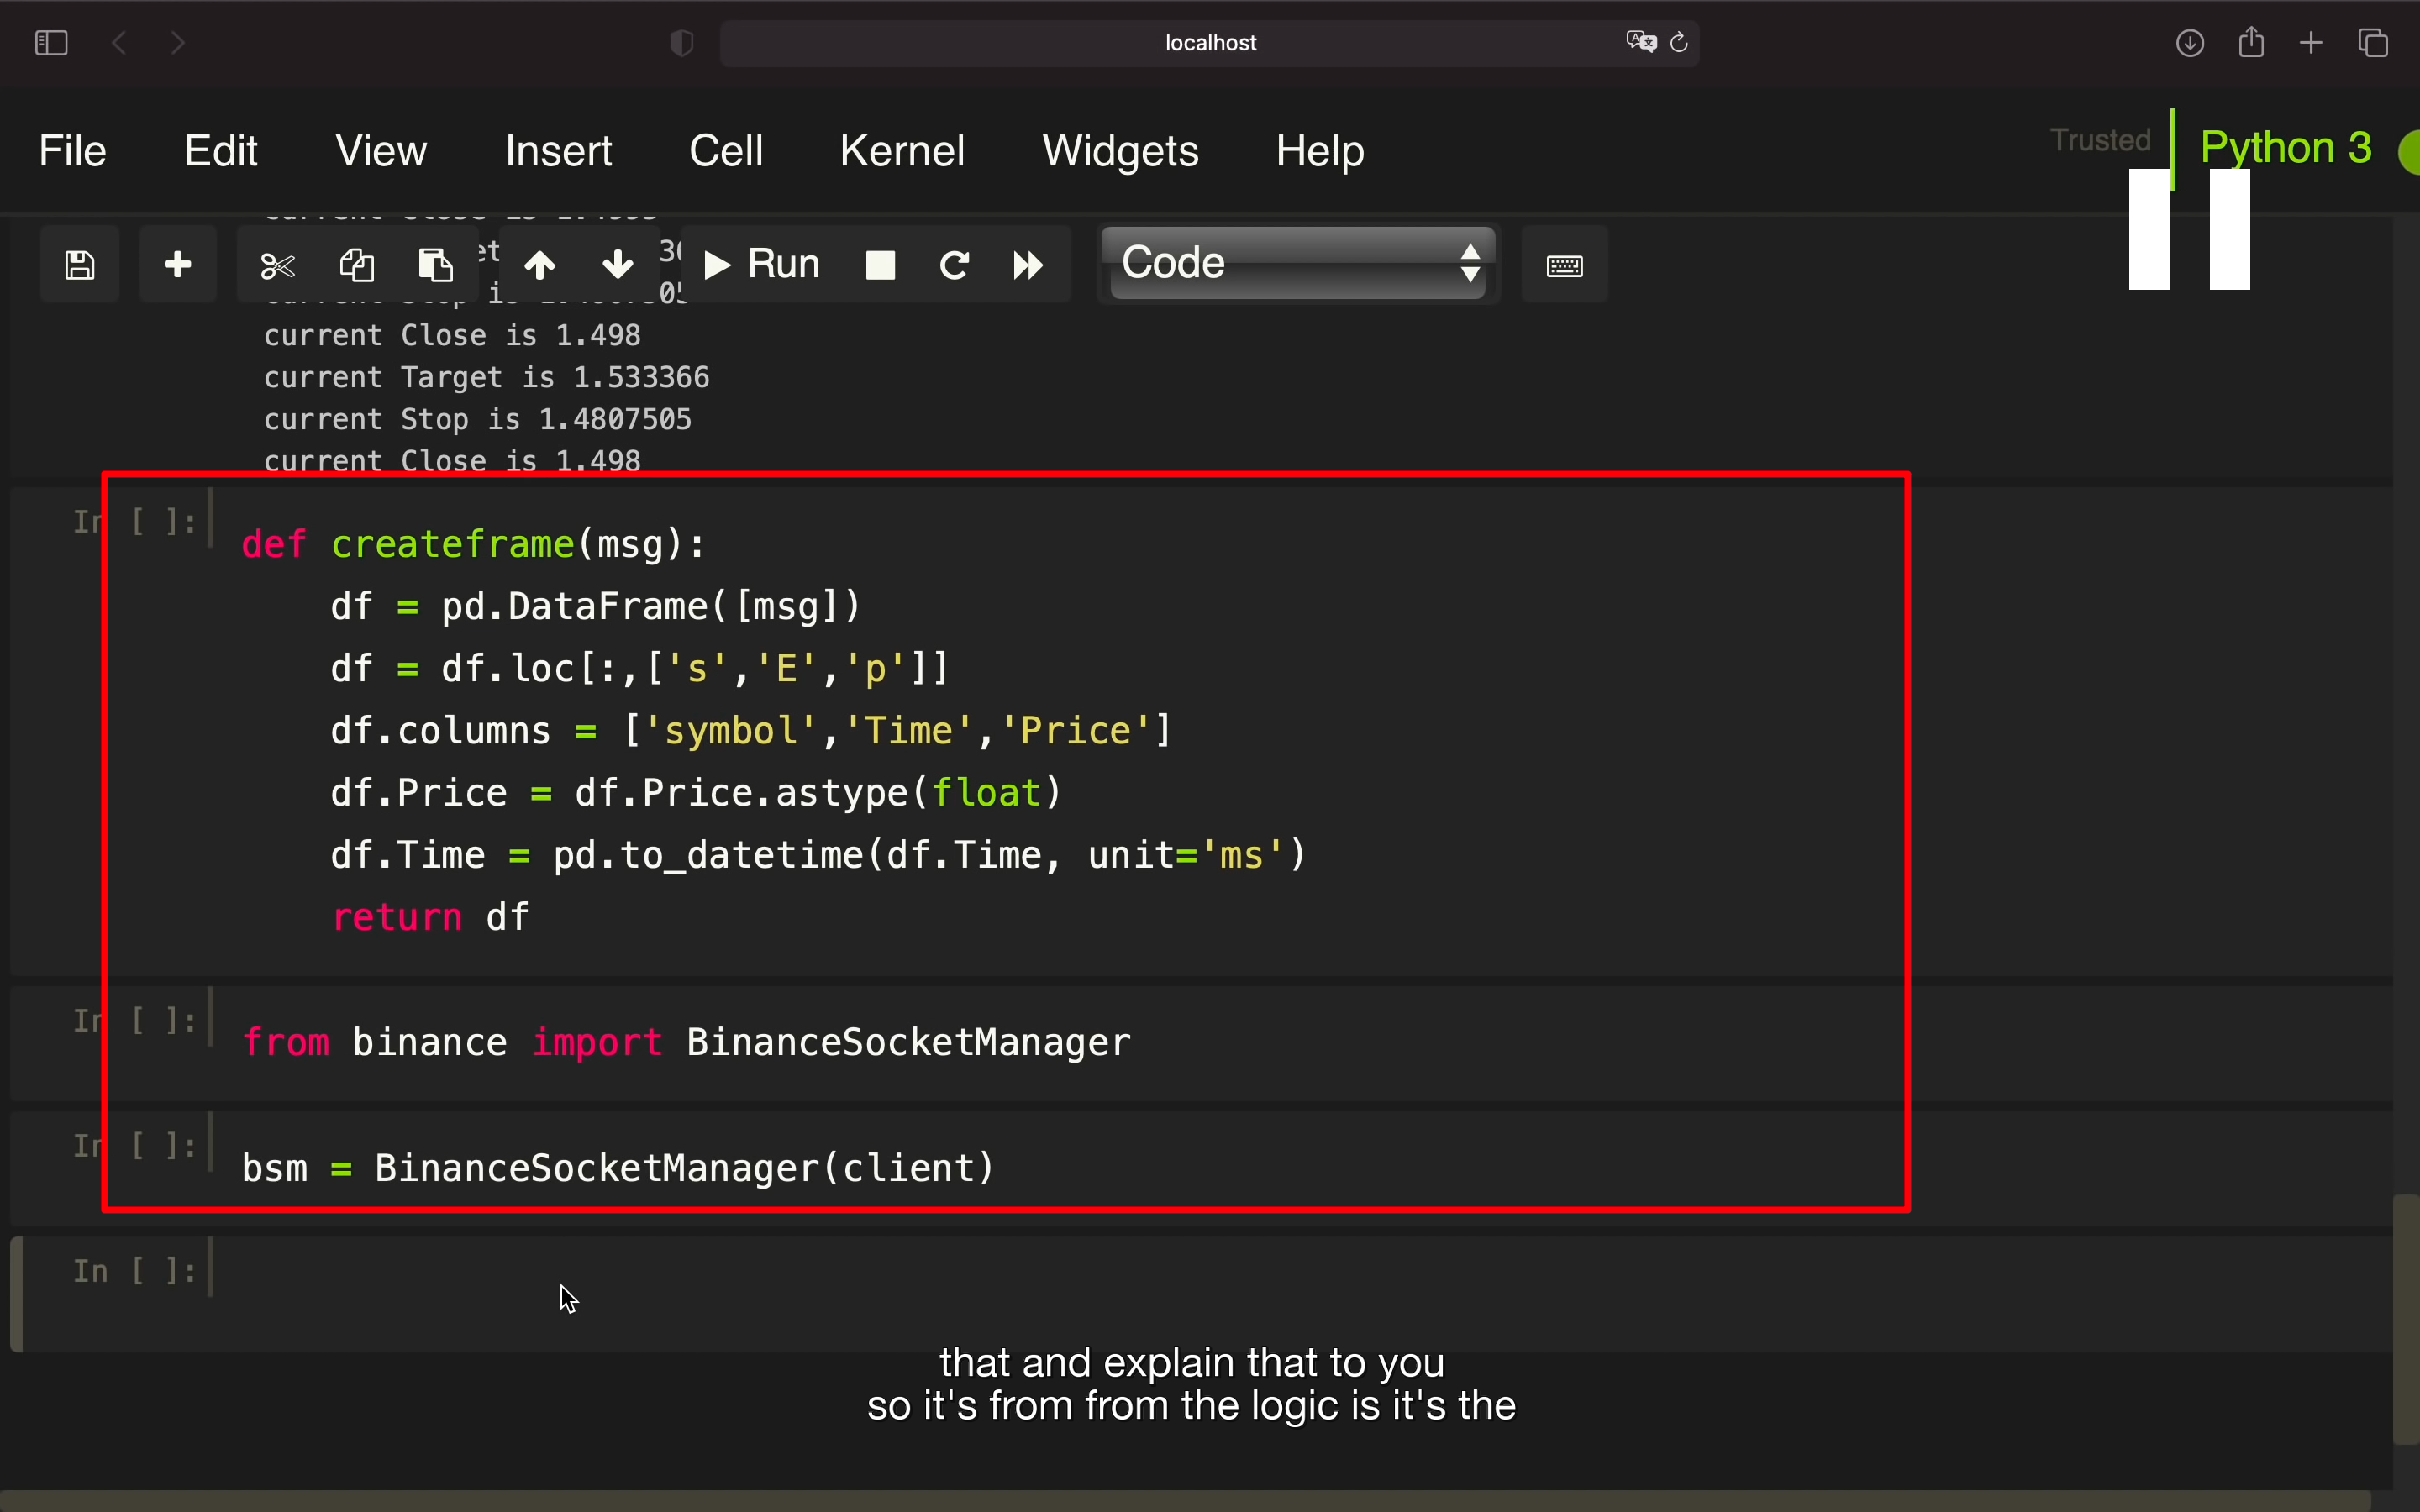 localhost
File Edit View Insert Cell Kernel Widgets Help Trusted Python 3
Run Code
current Close is 1.498
current Target is 1.533366
current Stop is 1.4807505
current Close is 1.498
In [ ]:
def createframe(msg):
df = pd.DataFrame([msg])
df = df.loc[:,['s','E','p']]
df.columns = ['symbol','Time','Price']
df.Price = df.Price.astype(float)
df.Time = pd.to_datetime(df.Time, unit='ms')
return df
In [ ]:
from binance import BinanceSocketManager
In [ ]:
bsm = BinanceSocketManager(client)
In [ ]:
that and explain that to you
so it's from from the logic is it's the